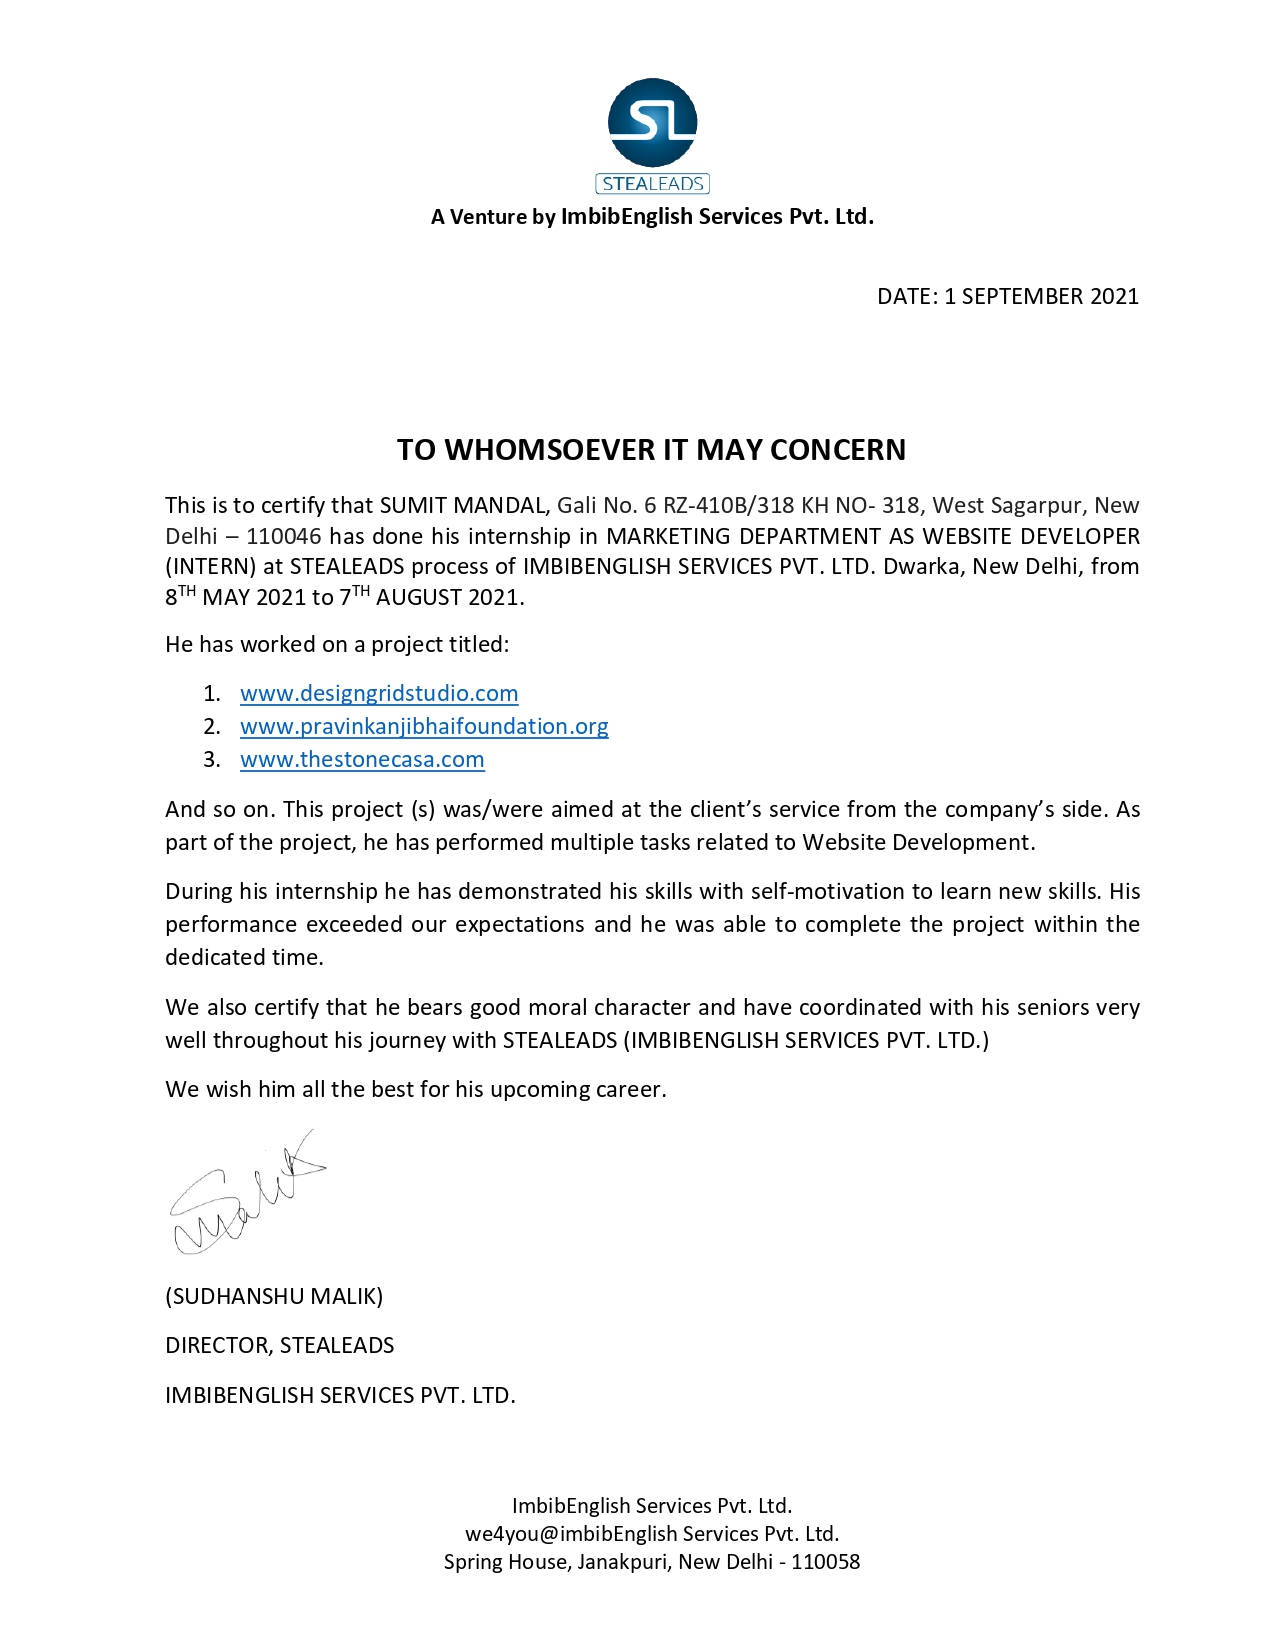 SL
STEALEADS
A Venture by ImbibEnglish Services Pvt. Ltd.
DATE: 1 SEPTEMBER 2021
TO WHOMSOEVER IT MAY CONCERN
This is to certify that SUMIT MANDAL, Gali No. 6 RZ-410B/318 KH NO- 318, West Sagarpur, New
Delhi – 110046 has done his internship in MARKETING DEPARTMENT AS WEBSITE DEVELOPER
(INTERN) at STEALEADS process of IMBIBENGLISH SERVICES PVT. LTD. Dwarka, New Delhi, from
8TH MAY 2021 to 7TH AUGUST 2021.
He has worked on a project titled:
1. www.designgridstudio.com
2. www.pravinkanjibhaifoundation.org
3. www.thestonecasa.com
And so on. This project (s) was/were aimed at the client’s service from the company’s side. As
part of the project, he has performed multiple tasks related to Website Development.
During his internship he has demonstrated his skills with self-motivation to learn new skills. His
performance exceeded our expectations and he was able to complete the project within the
dedicated time.
We also certify that he bears good moral character and have coordinated with his seniors very
well throughout his journey with STEALEADS (IMBIBENGLISH SERVICES PVT. LTD.)
We wish him all the best for his upcoming career.
SMalik
(SUDHANSHU MALIK)
DIRECTOR, STEALEADS
IMBIBENGLISH SERVICES PVT. LTD.
ImbibEnglish Services Pvt. Ltd.
we4you@imbibEnglish Services Pvt. Ltd.
Spring House, Janakpuri, New Delhi - 110058